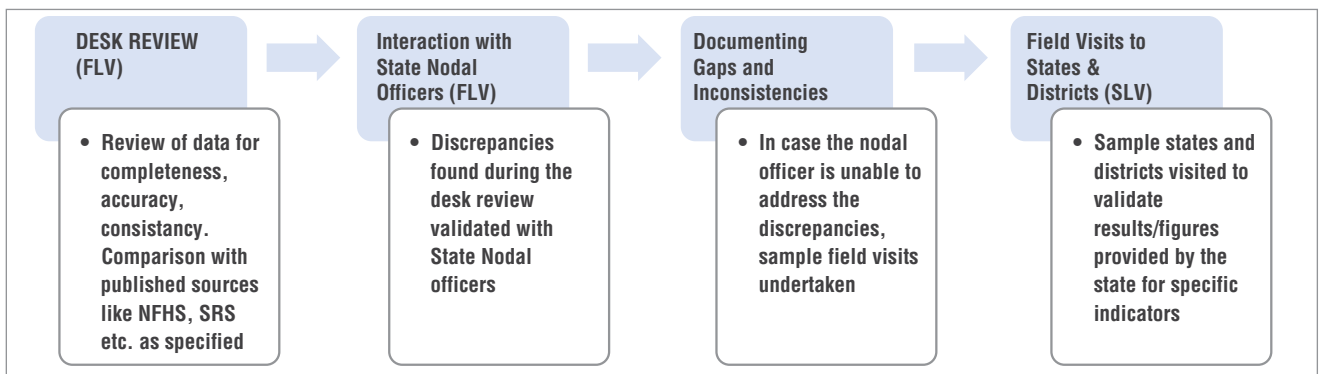 DESK REVIEW
(FLV)
• Review of data for
completeness,
accuracy,
consistancy.
Comparison with
published sources
like NFHS, SRS
etc. as specified
Interaction with
State Nodal
Officers (FLV)
• Discrepancies
found during the
desk review
validated with
State Nodal
officers
Documenting
Gaps and
Inconsistencies
• In case the nodal
officer is unable to
address the
discrepancies,
sample field visits
undertaken
Field Visits to
States &
Districts (SLV)
• Sample states and
districts visited to
validate
results/figures
provided by the
state for specific
indicators